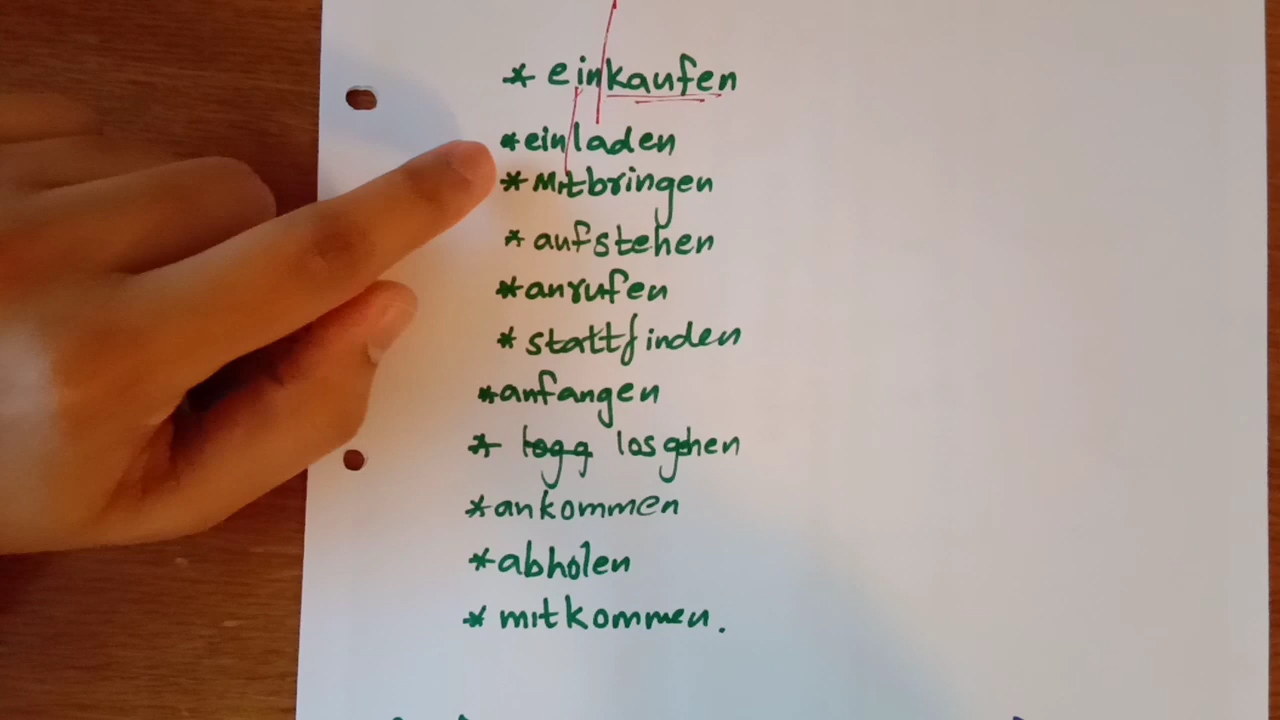 * einkaufen
* einladen
* Mitbringen
* aufstehen
* anrufen
* stattfinden
* anfangen
* logg losgehen
* ankommen
* abholen
* mitkommen.